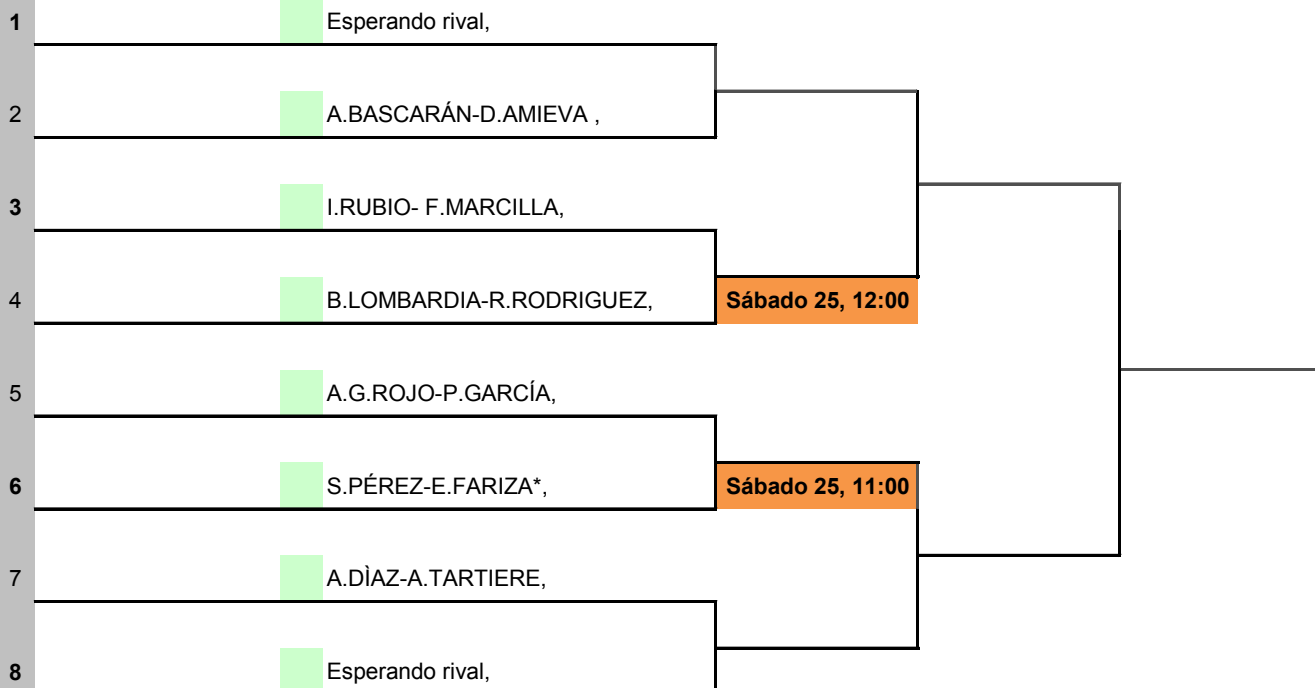 1 Esperando rival,
2 A.BASCARÁN-D.AMIEVA ,
3 I.RUBIO- F.MARCILLA,
4 B.LOMBARDIA-R.RODRIGUEZ, Sábado 25, 12:00
5 A.G.ROJO-P.GARCÍA,
6 S.PÉREZ-E.FARIZA*, Sábado 25, 11:00
7 A.DÌAZ-A.TARTIERE,
8 Esperando rival,